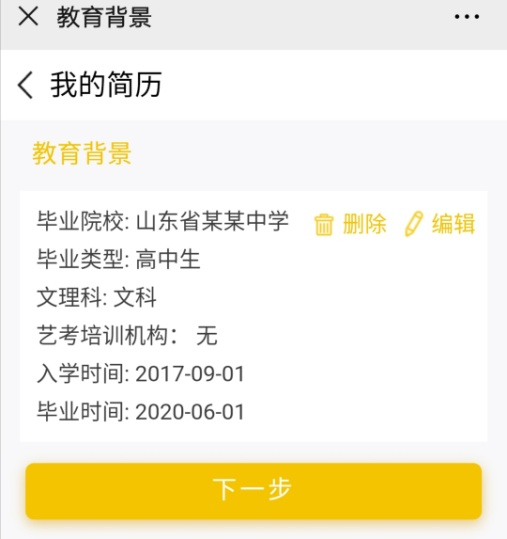 教育背景
我的简历
教育背景
毕业院校: 山东省某某中学 删除 编辑
毕业类型: 高中生
文理科: 文科
艺考培训机构： 无
入学时间: 2017-09-01
毕业时间: 2020-06-01
下一步